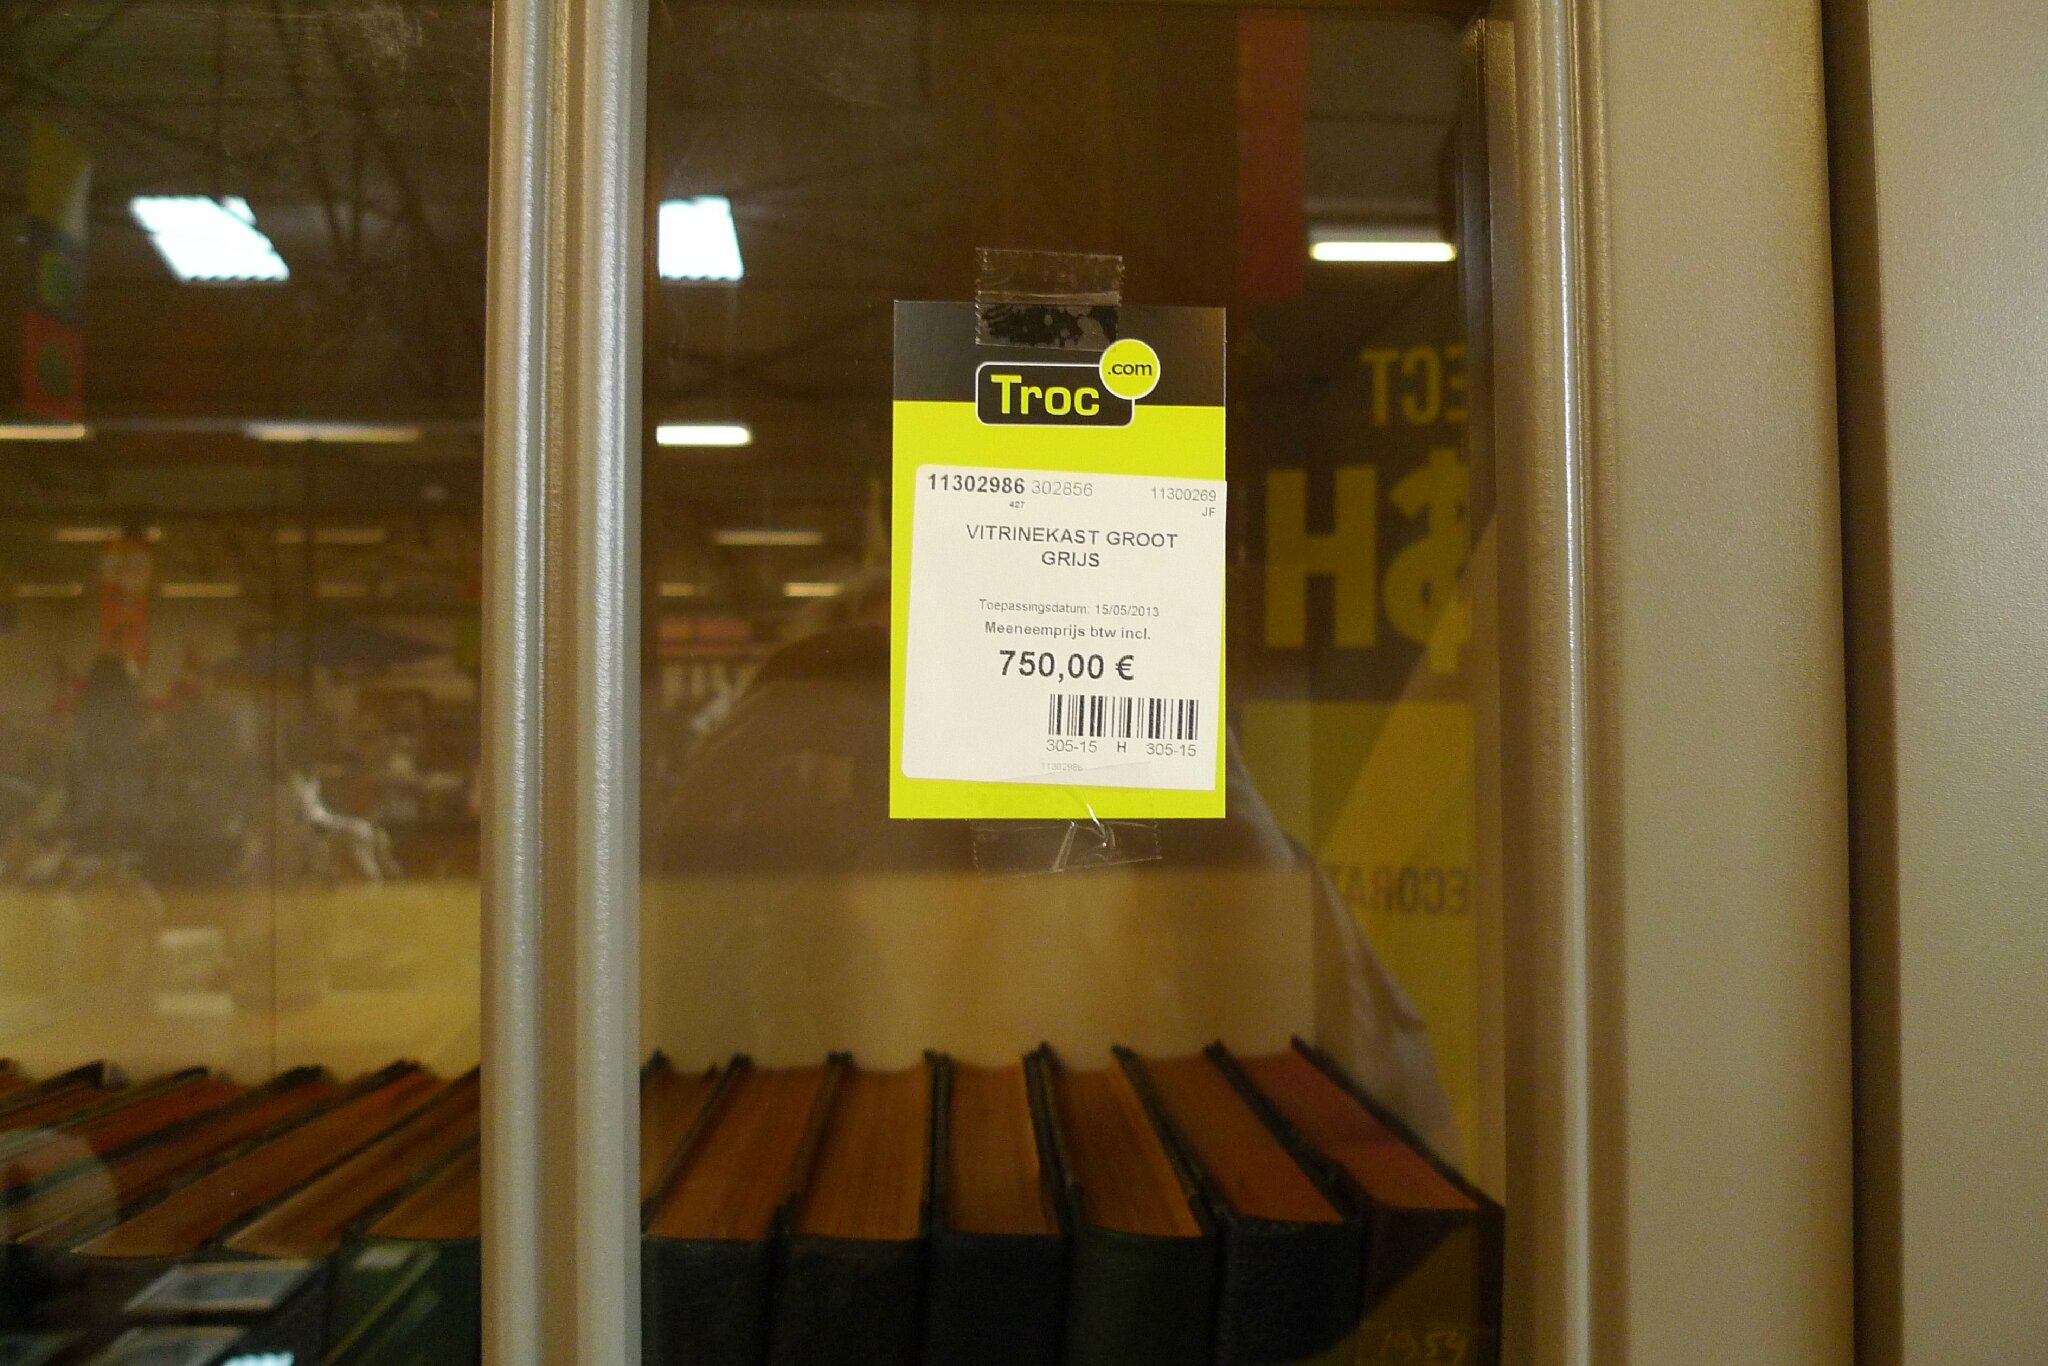 Troc .com
11302986 302856 11300269
427 JF
VITRINEKAST GROOT
GRIJS
Toepassingsdatum: 15/05/2013
Meeneemprijs btw incl.
750,00 €
305-15 H 305-15
11302986